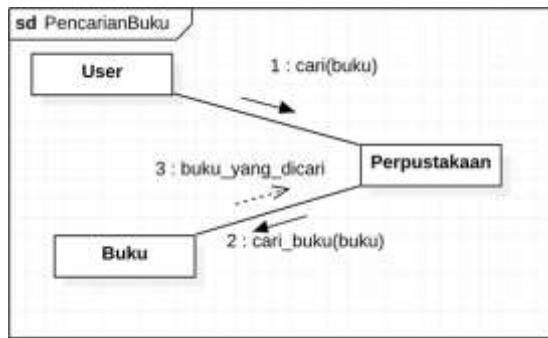 sd PencarianBuku
User
1 : cari(buku)
3 : buku_yang_dicari
Perpustakaan
Buku
2 : cari_buku(buku)